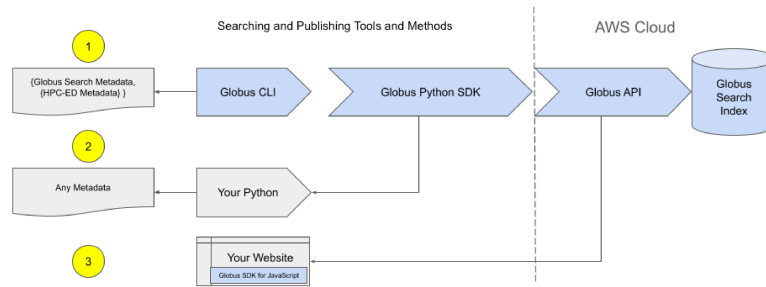 Searching and Publishing Tools and Methods
AWS Cloud
1
{Globus Search Metadata,
{HPC-ED Metadata} }
Globus CLI
Globus Python SDK
Globus API
Globus
Search
Index
2
Any Metadata
Your Python
3
Your Website
Globus SDK for JavaScript